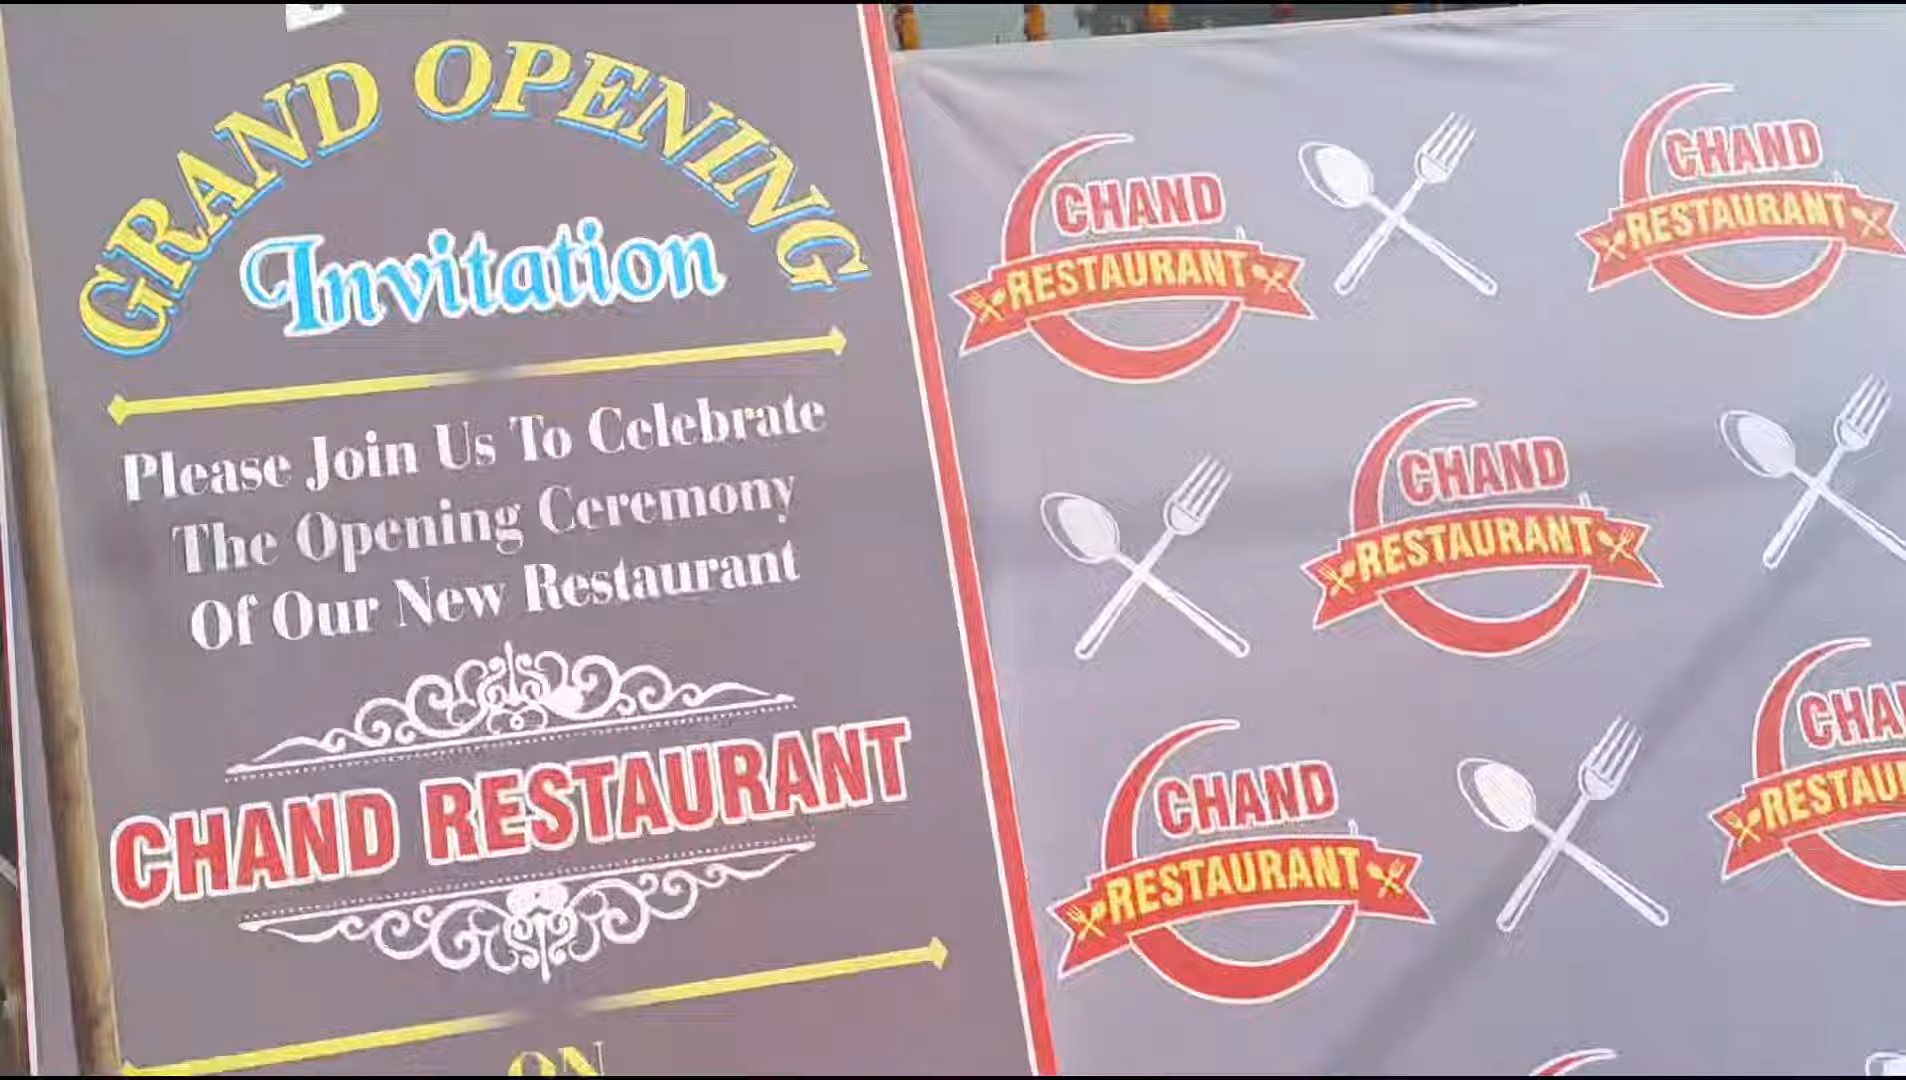 GRAND OPENING
Invitation
Please Join Us To Celebrate
The Opening Ceremony
Of Our New Restaurant
CHAND RESTAURANT
ON
CHAND
RESTAURANT
CHAND
RESTAURANT
CHAND
RESTAURANT
CHAND
RESTAURANT